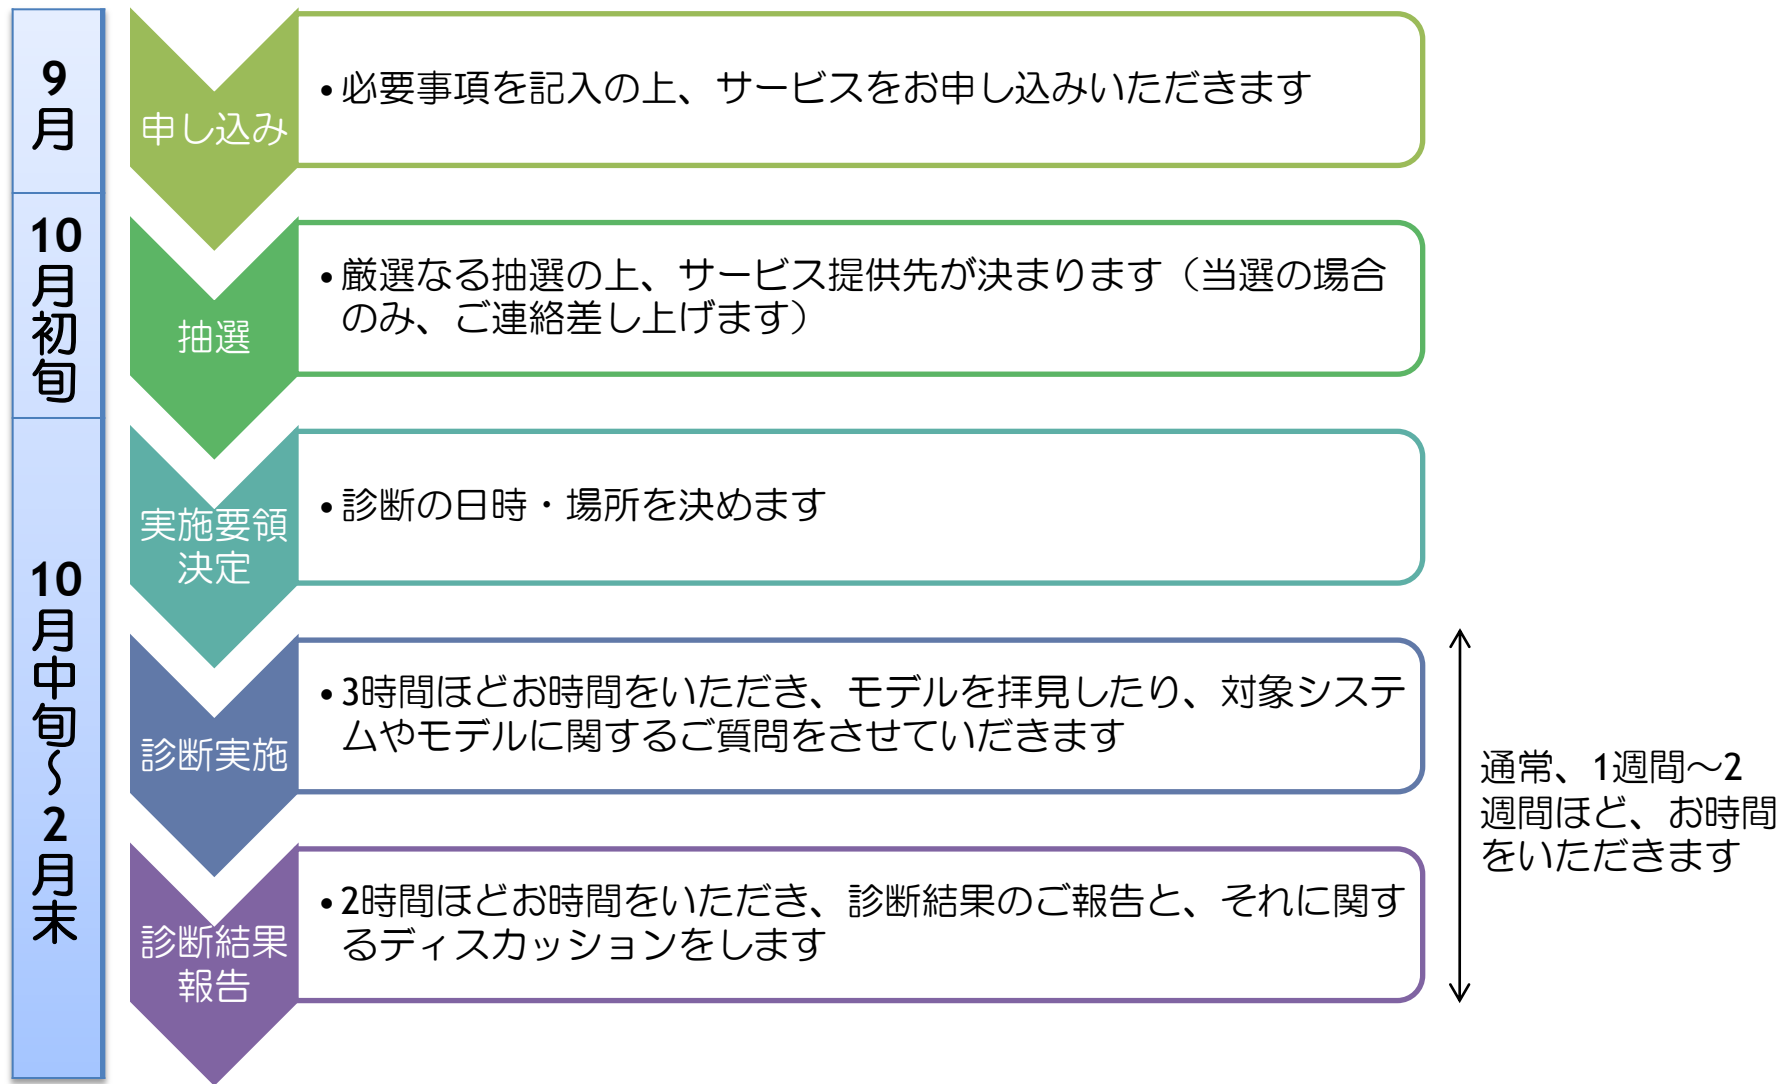 9月
申し込み
•必要事項を記入の上、サービスをお申し込みいただきます
10月初旬
抽選
•厳選なる抽選の上、サービス提供先が決まります（当選の場合
のみ、ご連絡差し上げます）
10月中旬～2月末
実施要領
決定
•診断の日時・場所を決めます
診断実施
•3時間ほどお時間をいただき、モデルを拝見したり、対象システ
ムやモデルに関するご質問をさせていだきます
診断結果
報告
•2時間ほどお時間をいただき、診断結果のご報告と、それに関す
るディスカッションをします
通常、1週間～2
週間ほど、お時間
をいただきます